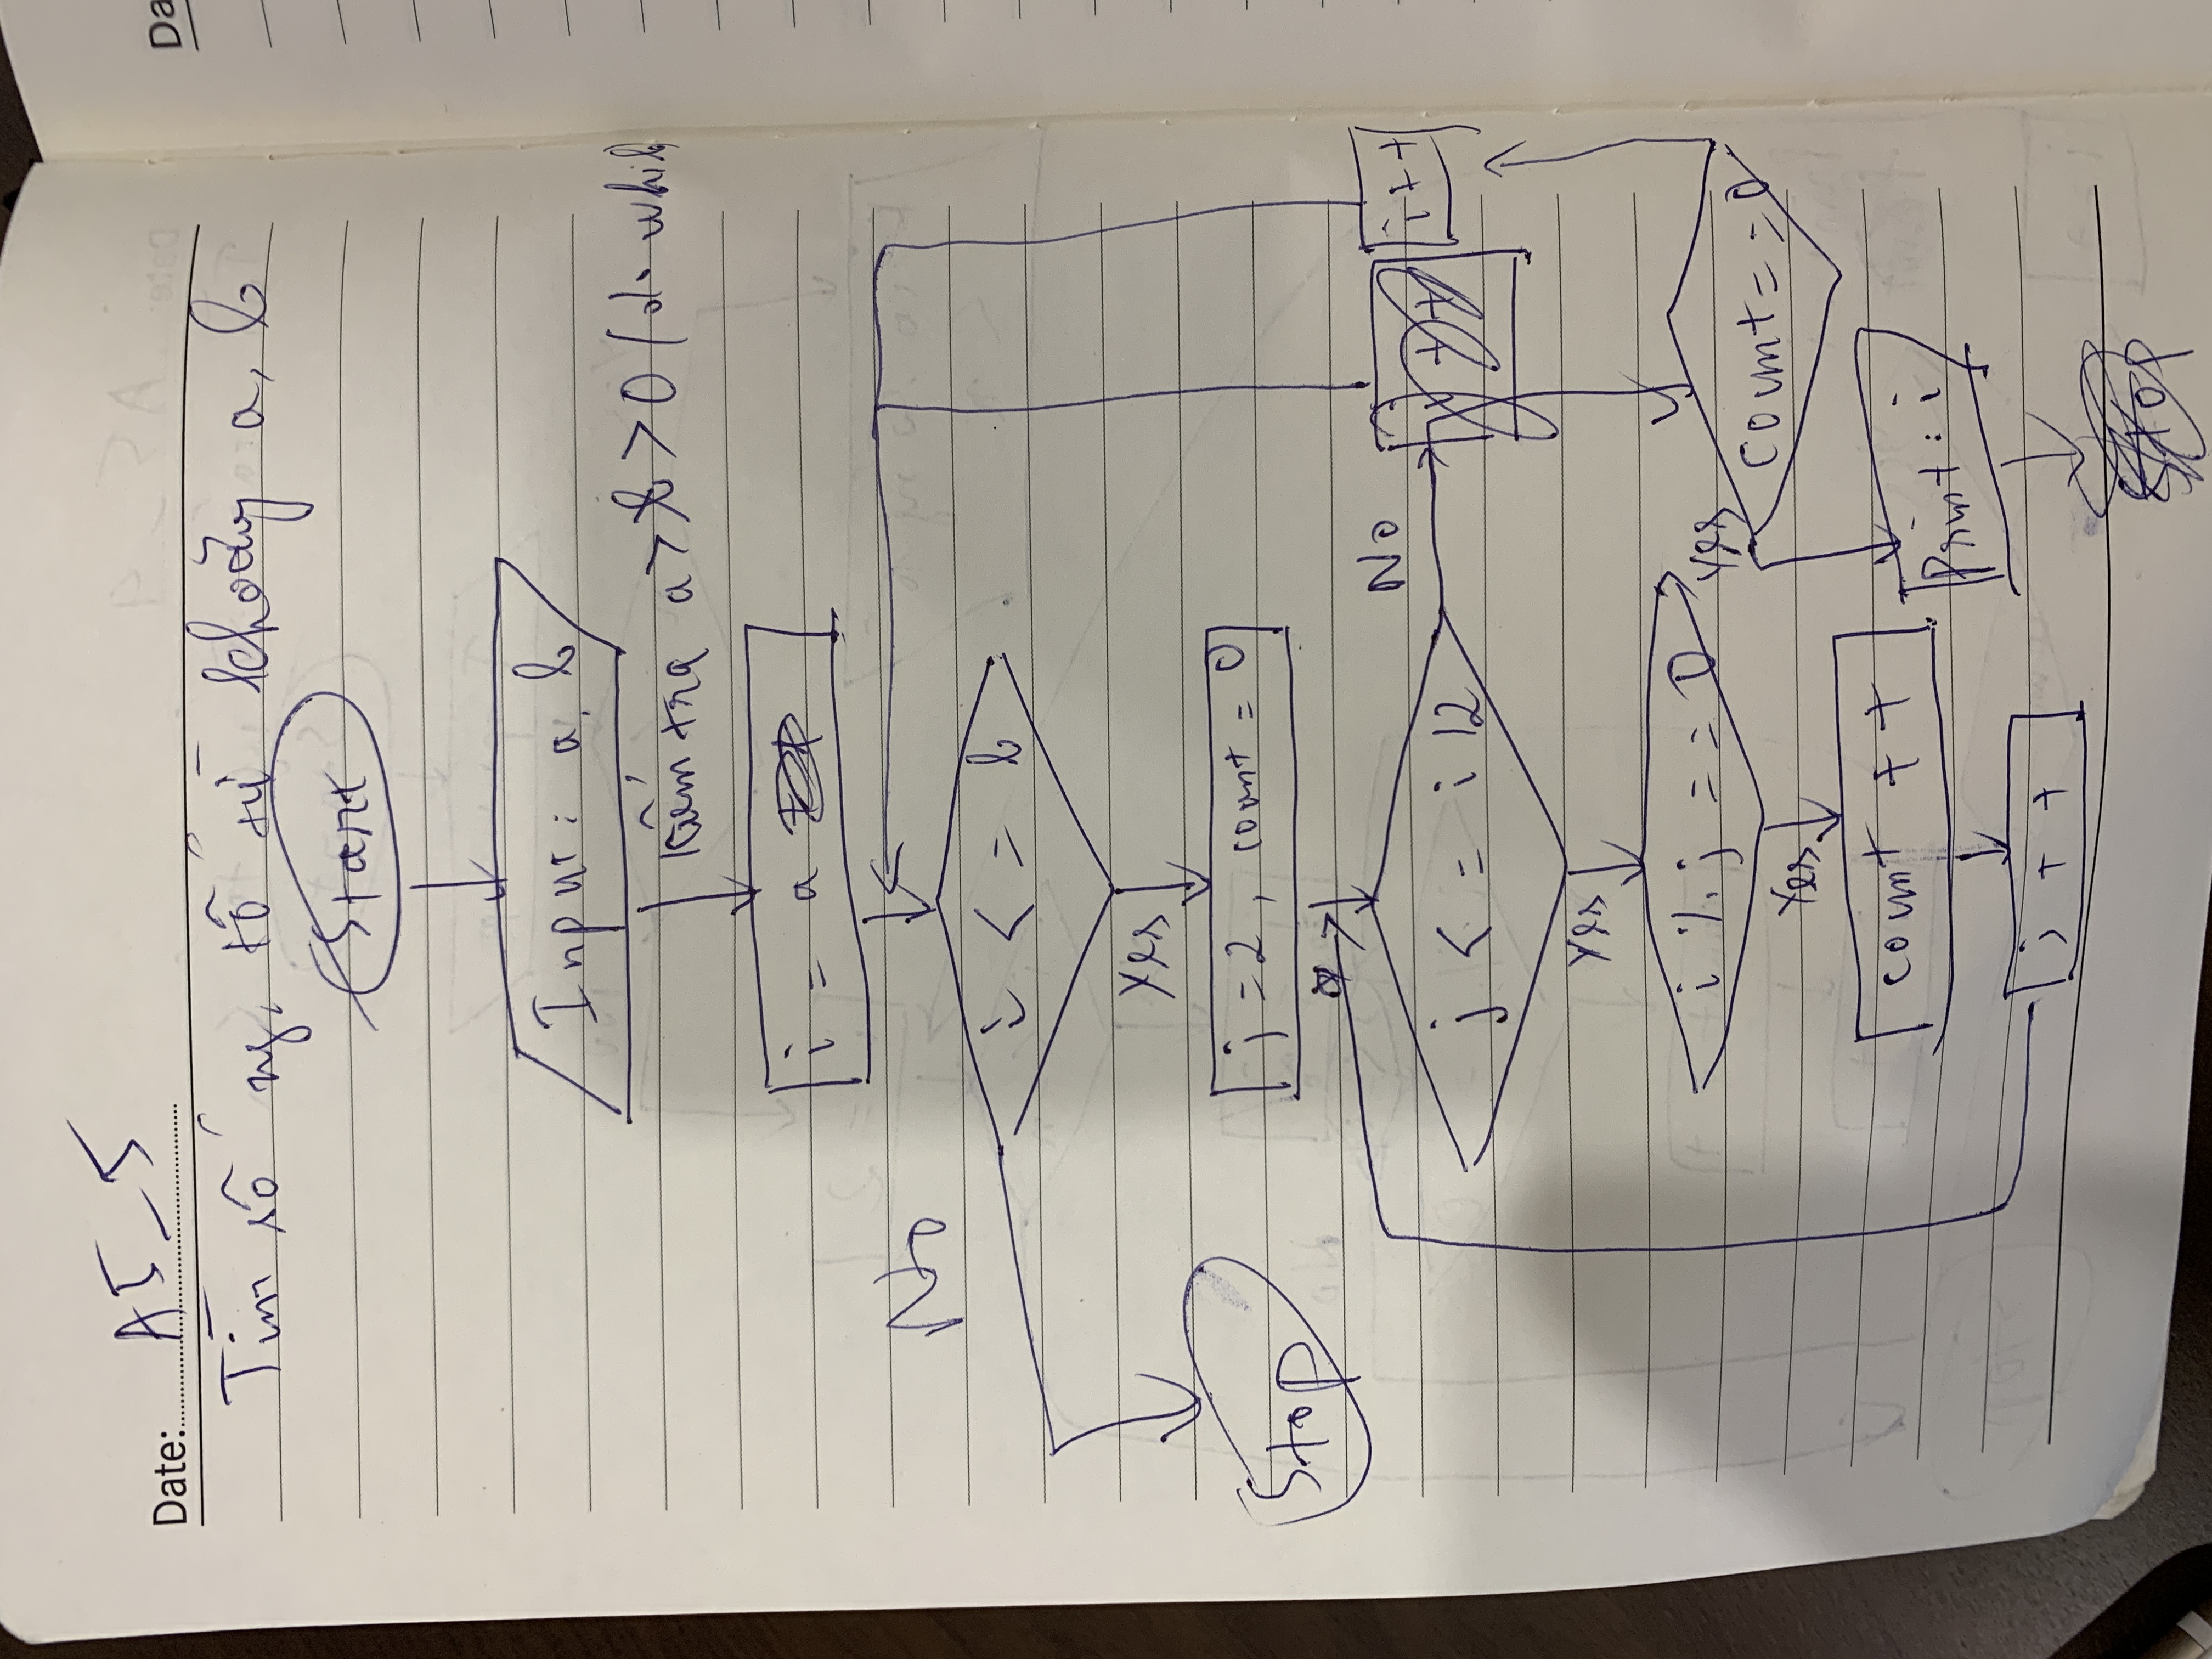 Date: A5_5
Tìm số ng. tố từ khoảng a, b
Start
Input: a, b
kiểm tra a > b > 0 (do while
i = a
No
i < = b
Yes
j = 2, count = 0
Stop
No
j < = i / 2
i + +
Yes
i % j = = 0
Yes
count = = 0
Yes
count + +
Print: i
j + +
Stop
Da